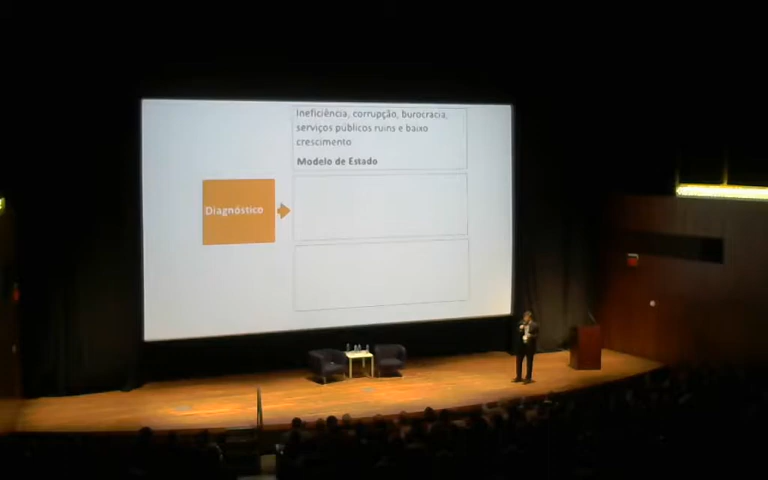 Ineficiência, corrupção, burocracia,
serviços públicos ruins e baixo
crescimento
Modelo de Estado
Diagnóstico